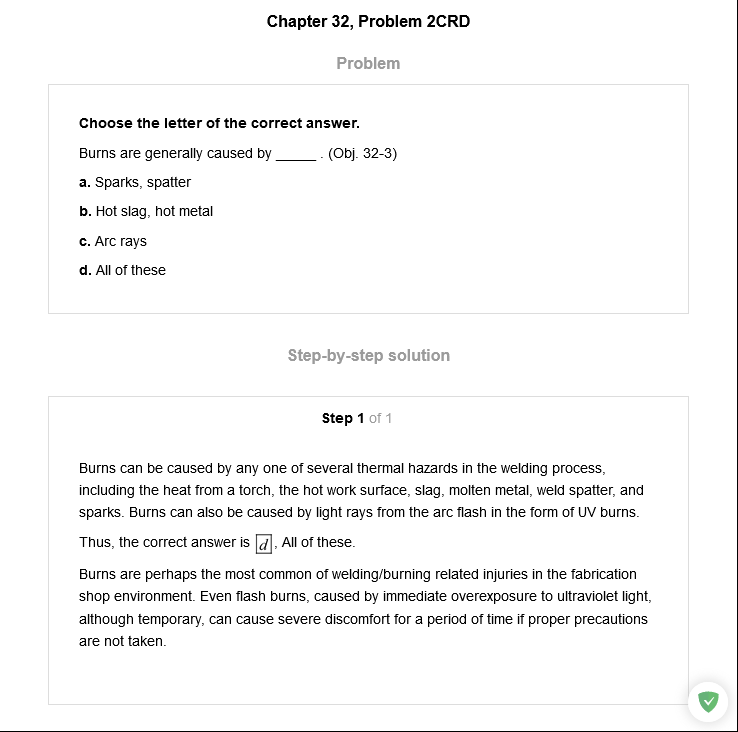 Chapter 32, Problem 2CRD
Problem
Choose the letter of the correct answer.
Burns are generally caused by _____ . (Obj. 32-3)
a. Sparks, spatter
b. Hot slag, hot metal
c. Arc rays
d. All of these
Step-by-step solution
Step 1 of 1
Burns can be caused by any one of several thermal hazards in the welding process,
including the heat from a torch, the hot work surface, slag, molten metal, weld spatter, and
sparks. Burns can also be caused by light rays from the arc flash in the form of UV burns.
Thus, the correct answer is d, All of these.
Burns are perhaps the most common of welding/burning related injuries in the fabrication
shop environment. Even flash burns, caused by immediate overexposure to ultraviolet light,
although temporary, can cause severe discomfort for a period of time if proper precautions
are not taken.